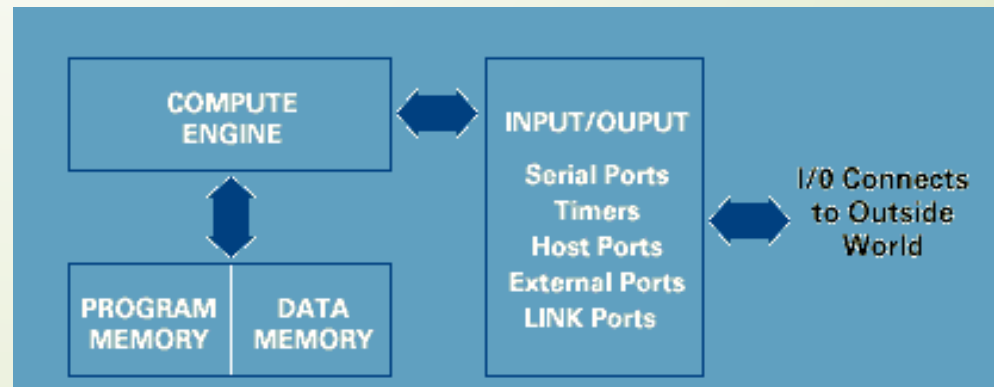 COMPUTE
ENGINE
INPUT/OUPUT
Serial Ports
Timers
Host Ports
External Ports
LINK Ports
I/0 Connects
to Outside
World
PROGRAM
MEMORY
DATA
MEMORY